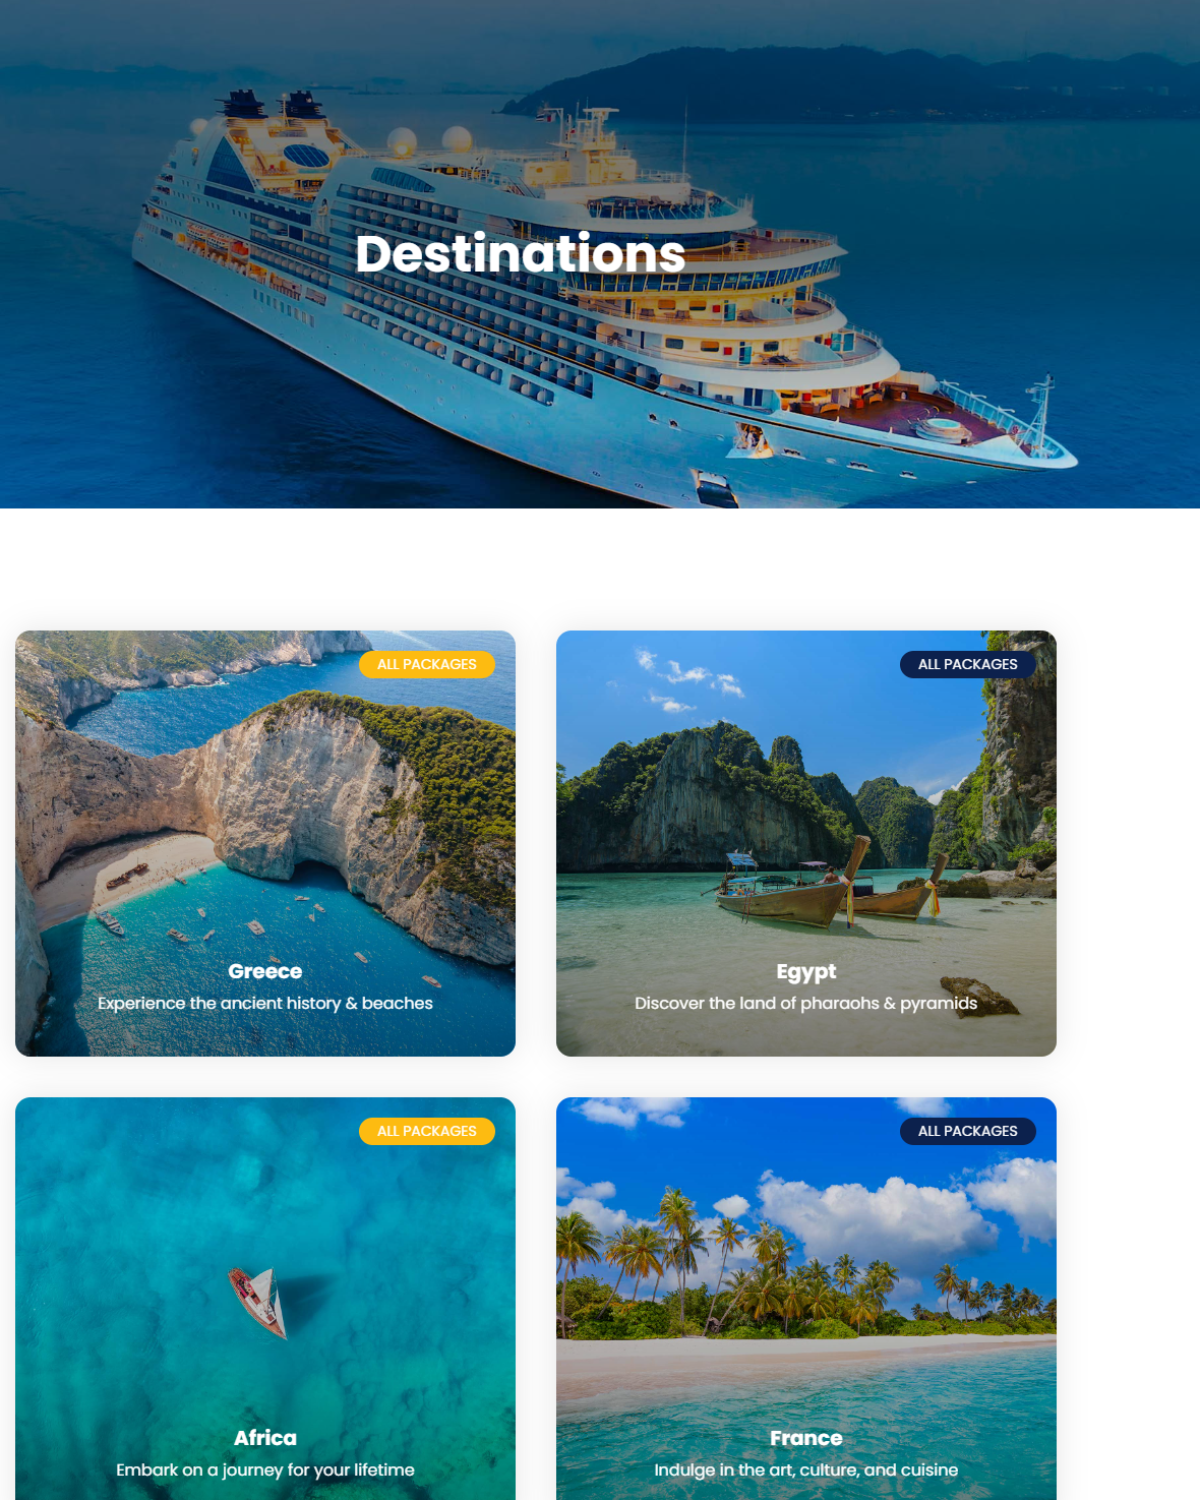 Destinations
ALL PACKAGES
Greece
Experience the ancient history & beaches
ALL PACKAGES
Egypt
Discover the land of pharaohs & pyramids
ALL PACKAGES
Africa
Embark on a journey for your lifetime
ALL PACKAGES
France
Indulge in the art, culture, and cuisine